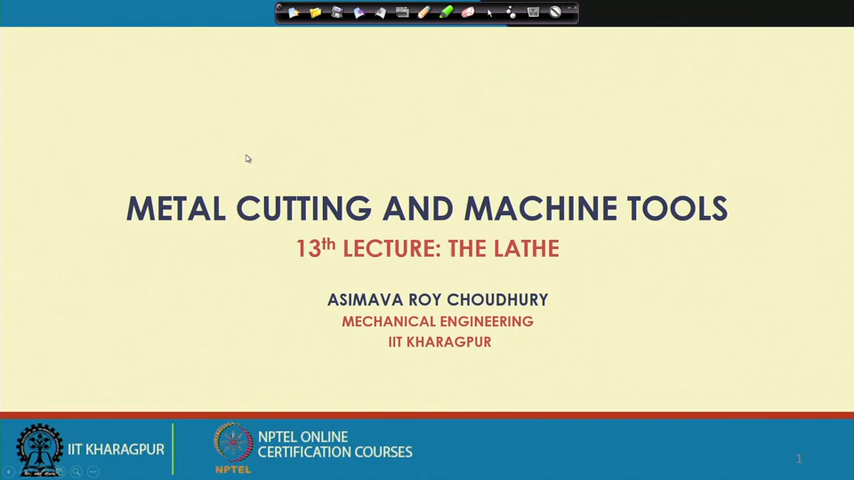 METAL CUTTING AND MACHINE TOOLS
13th LECTURE: THE LATHE
ASIMAVA ROY CHOUDHURY
MECHANICAL ENGINEERING
IIT KHARAGPUR
IIT KHARAGPUR
NPTEL
NPTEL ONLINE
CERTIFICATION COURSES
1